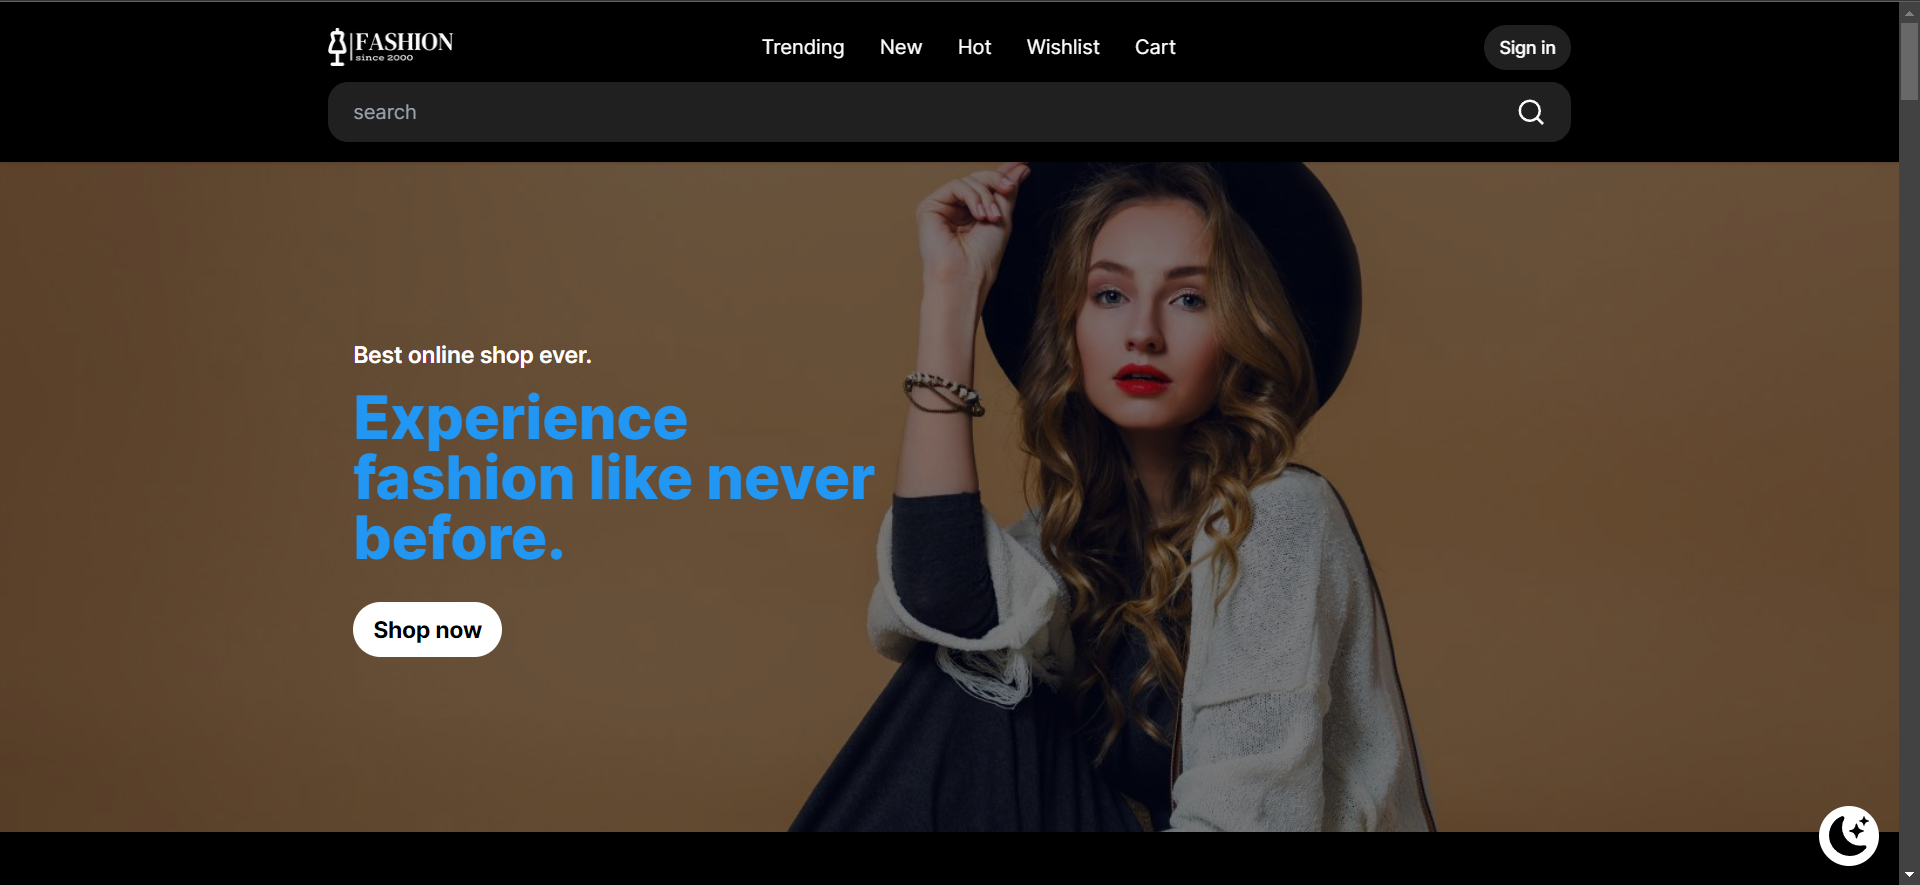 FASHION
since 2000
Trending
New
Hot
Wishlist
Cart
Sign in
search
Best online shop ever.
Experience
fashion like never
before.
Shop now